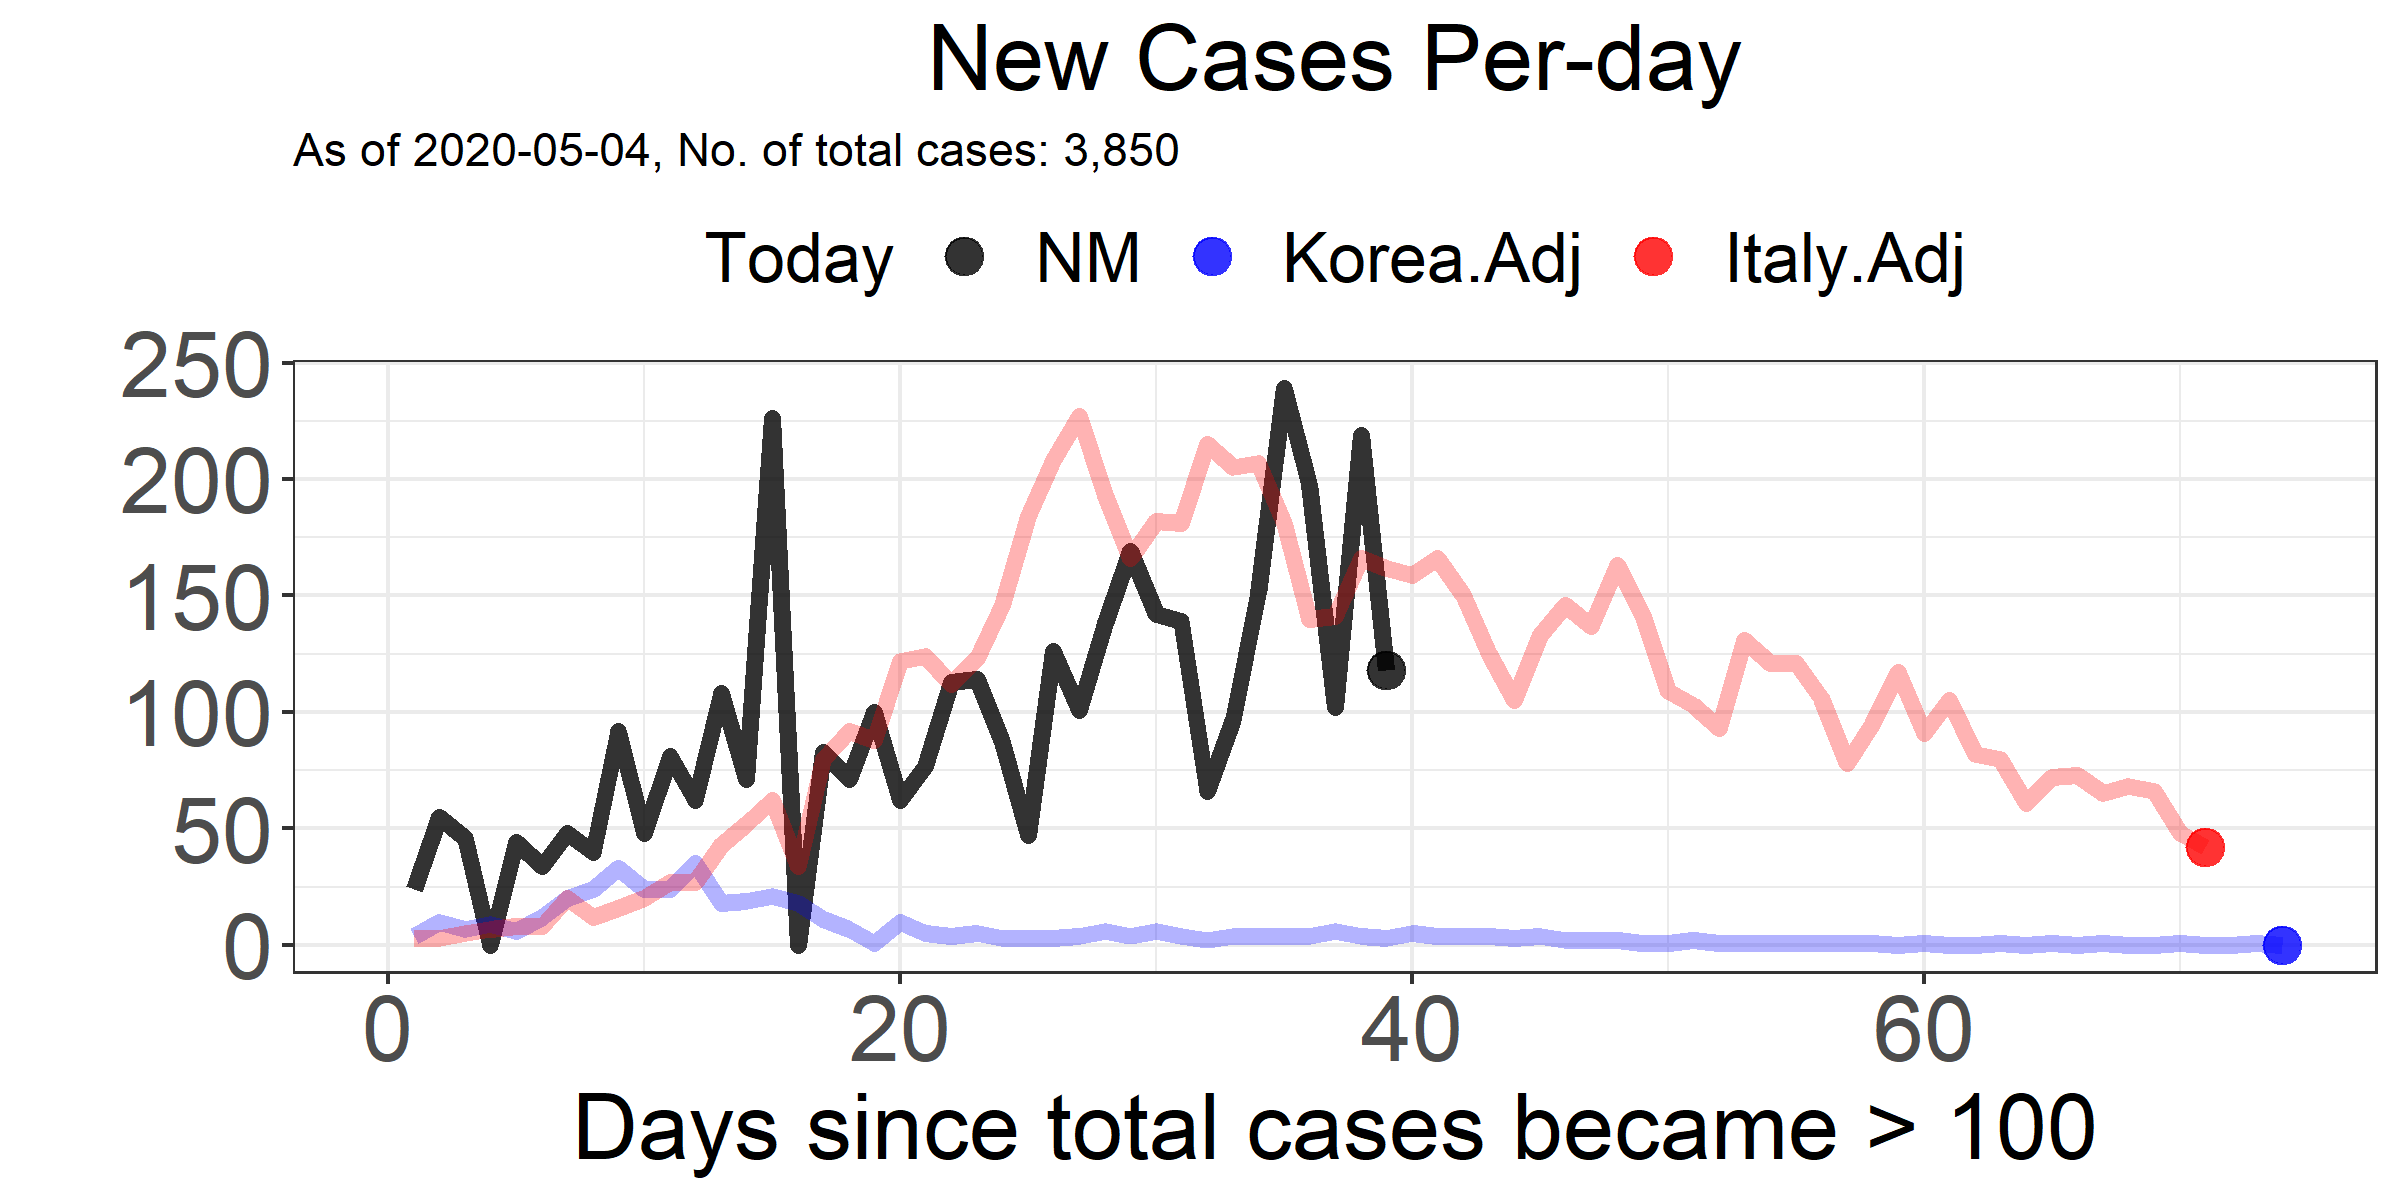 New Cases Per-day
As of 2020-05-04, No. of total cases: 3,850
Today NM Korea.Adj Italy.Adj
250
200
150
100
50
0
0 20 40 60
Days since total cases became > 100